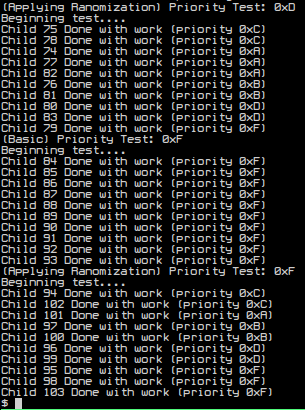 (Applying Ranomization) Priority Test: 0xD
Beginning test....
Child 75 Done with work (priority 0xC)
Child 78 Done with work (priority 0xC)
Child 74 Done with work (priority 0xA)
Child 77 Done with work (priority 0xA)
Child 82 Done with work (priority 0xA)
Child 76 Done with work (priority 0xB)
Child 81 Done with work (priority 0xB)
Child 80 Done with work (priority 0xD)
Child 83 Done with work (priority 0xD)
Child 79 Done with work (priority 0xF)
(Basic) Priority Test: 0xF
Beginning test....
Child 84 Done with work (priority 0xF)
Child 85 Done with work (priority 0xF)
Child 86 Done with work (priority 0xF)
Child 87 Done with work (priority 0xF)
Child 88 Done with work (priority 0xF)
Child 89 Done with work (priority 0xF)
Child 90 Done with work (priority 0xF)
Child 91 Done with work (priority 0xF)
Child 92 Done with work (priority 0xF)
Child 93 Done with work (priority 0xF)
(Applying Ranomization) Priority Test: 0xF
Beginning test....
Child 94 Done with work (priority 0xC)
Child 102 Done with work (priority 0xC)
Child 101 Done with work (priority 0xA)
Child 97 Done with work (priority 0xB)
Child 100 Done with work (priority 0xB)
Child 96 Done with work (priority 0xD)
Child 99 Done with work (priority 0xD)
Child 95 Done with work (priority 0xF)
Child 98 Done with work (priority 0xF)
Child 103 Done with work (priority 0xF)
$